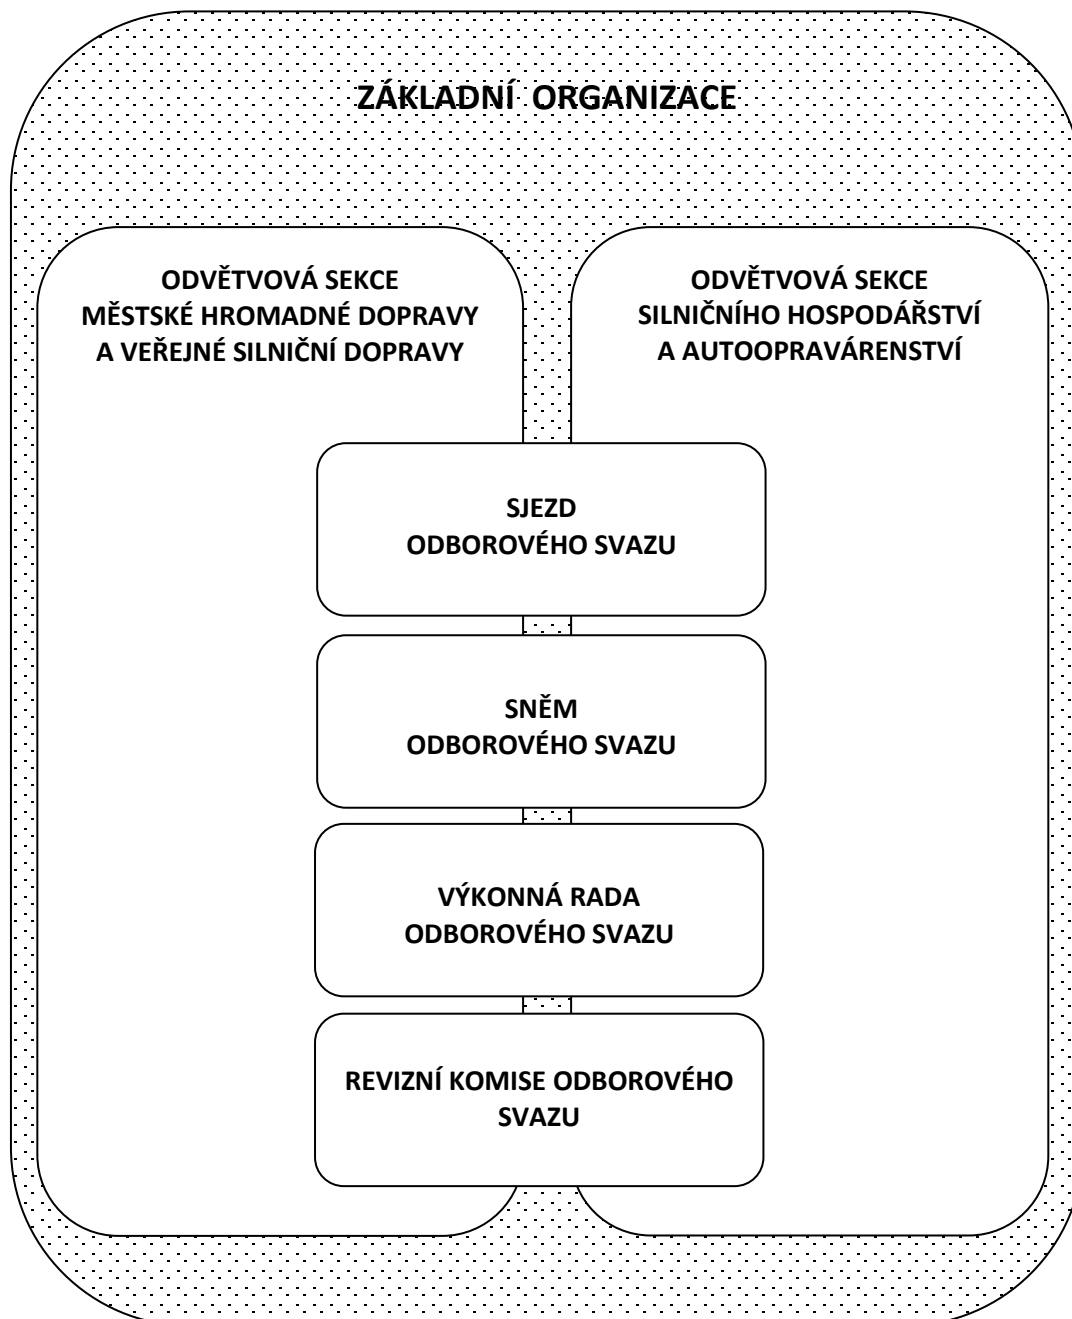 ZÁKLADNÍ ORGANIZACE
ODVĚTVOVÁ SEKCE
MĚSTSKÉ HROMADNÉ DOPRAVY
A VEŘEJNÉ SILNIČNÍ DOPRAVY
ODVĚTVOVÁ SEKCE
SILNIČNÍHO HOSPODÁŘSTVÍ
A AUTOOPRAVÁRENSTVÍ
SJEZD
ODBOROVÉHO SVAZU
SNĚM
ODBOROVÉHO SVAZU
VÝKONNÁ RADA
ODBOROVÉHO SVAZU
REVIZNÍ KOMISE ODBOROVÉHO
SVAZU